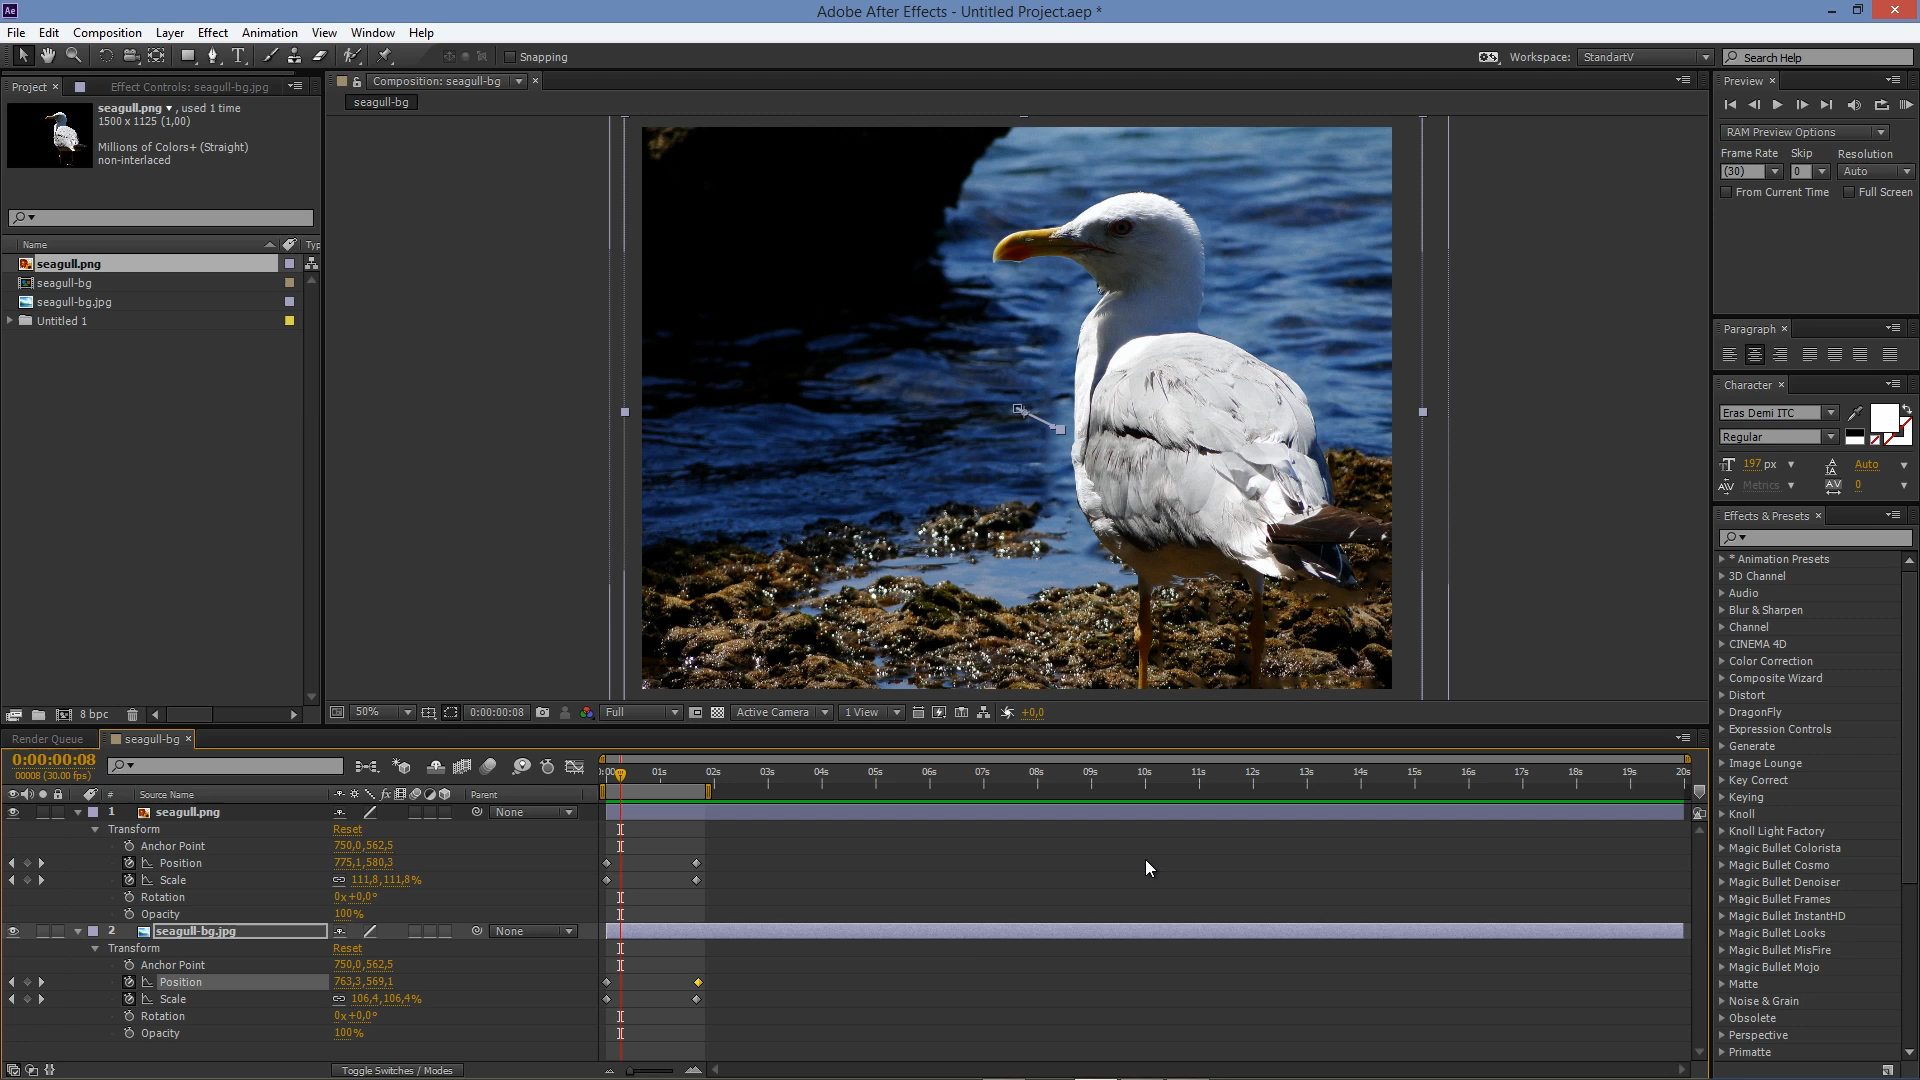 Ae
Adobe After Effects - Untitled Project.aep *
File Edit Composition Layer Effect Animation View Window Help
Snapping
Workspace: StandartV Search Help
Project × Effect Controls: seagull-bg.jpg
seagull.png ▾ , used 1 time
1500 x 1125 (1,00)
Millions of Colors+ (Straight)
non-interlaced
Name Typ
seagull.png
seagull-bg
seagull-bg.jpg
Untitled 1
8 bpc
Composition: seagull-bg ×
seagull-bg
50% 0:00:00:08 Full Active Camera 1 View +0,0
Preview ×
RAM Preview Options
Frame Rate Skip Resolution
(30) 0 Auto
From Current Time Full Screen
Paragraph ×
Character ×
Eras Demi ITC
Regular
197 px Auto
Metrics 0
Effects & Presets ×
* Animation Presets
3D Channel
Audio
Blur & Sharpen
Channel
CINEMA 4D
Color Correction
Composite Wizard
Distort
DragonFly
Expression Controls
Generate
Image Lounge
Key Correct
Keying
Knoll
Knoll Light Factory
Magic Bullet Colorista
Magic Bullet Cosmo
Magic Bullet Denoiser
Magic Bullet Frames
Magic Bullet InstantHD
Magic Bullet Looks
Magic Bullet MisFire
Magic Bullet Mojo
Matte
Noise & Grain
Obsolete
Perspective
Primatte
Render Queue seagull-bg ×
0:00:00:08
00008 (30.00 fps)
):00 01s 02s 03s 04s 05s 06s 07s 08s 09s 10s 11s 12s 13s 14s 15s 16s 17s 18s 19s 20s
# Source Name fx Parent
1 seagull.png None
Transform Reset
Anchor Point 750,0,562,5
Position 775,1,580,3
Scale 111,8,111,8%
Rotation 0x+0,0°
Opacity 100%
2 seagull-bg.jpg None
Transform Reset
Anchor Point 750,0,562,5
Position 763,3,569,1
Scale 106,4,106,4%
Rotation 0x+0,0°
Opacity 100%
Toggle Switches / Modes